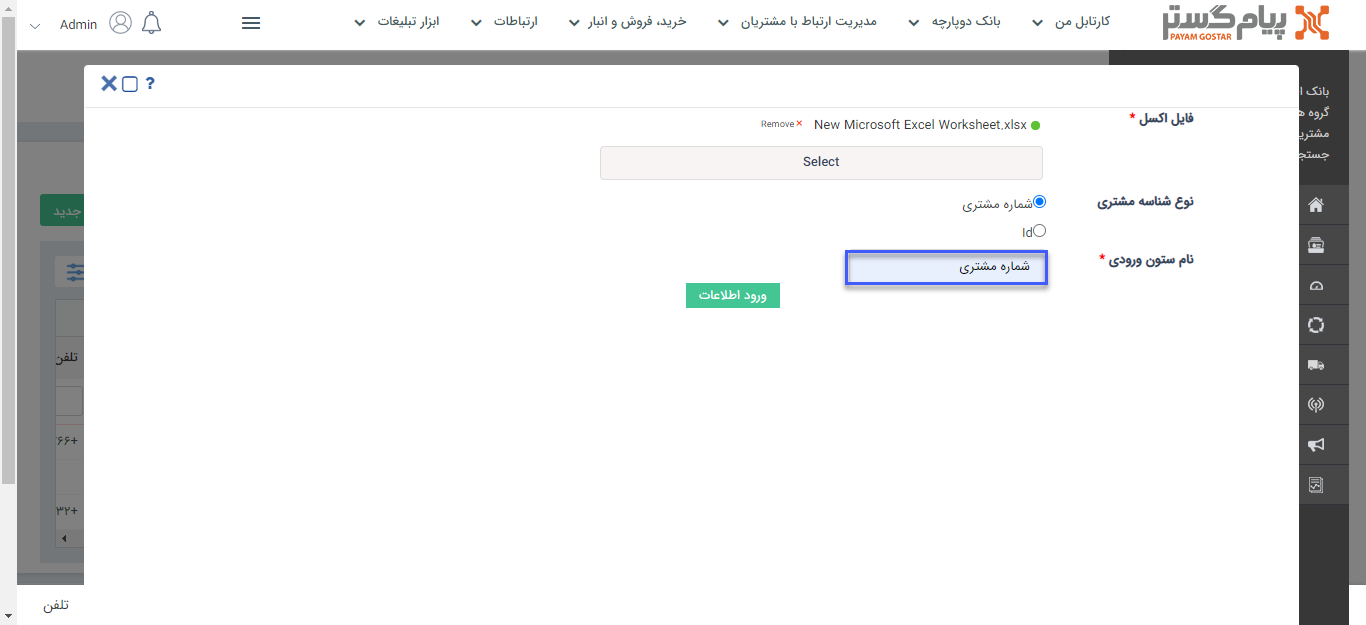 پیام گستر
PAYAM GOSTAR
کارتابل من
بانک دوپارچه
مدیریت ارتباط با مشتریان
خرید، فروش و انبار
ارتباطات
ابزار تبلیغات
Admin
?
فایل اکسل *
New Microsoft Excel Worksheet.xlsx
Remove
Select
نوع شناسه مشتری
شماره مشتری
Id
نام ستون ورودی *
شماره مشتری
ورود اطلاعات
بانک ا
گروه ه
مشتری
جستج
جدید
تلفن
۶۶+
۳۲+
تلفن